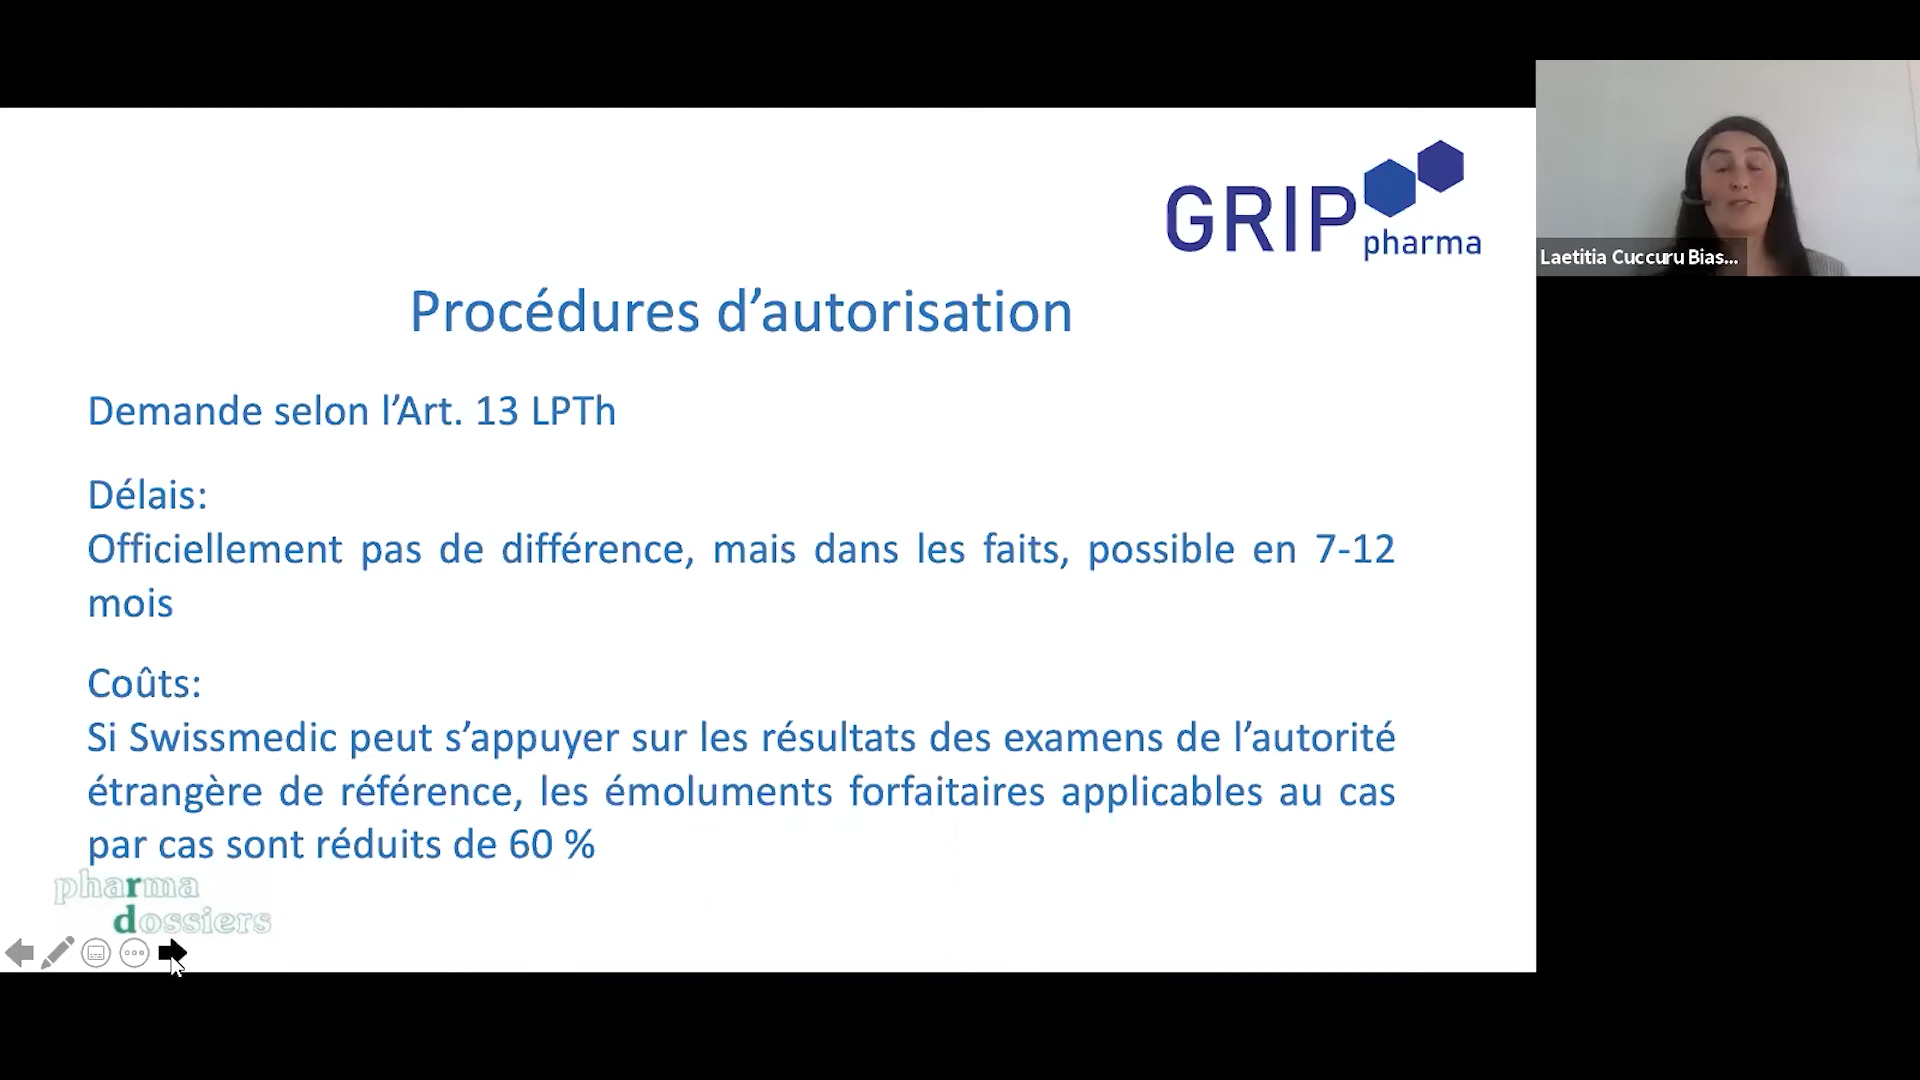 GRIP
pharma
Laetitia Cuccuru Bias...
Procédures d’autorisation
Demande selon l’Art. 13 LPTh
Délais:
Officiellement pas de différence, mais dans les faits, possible en 7-12
mois
Coûts:
Si Swissmedic peut s’appuyer sur les résultats des examens de l’autorité
étrangère de référence, les émoluments forfaitaires applicables au cas
par cas sont réduits de 60 %
pharma
dossiers